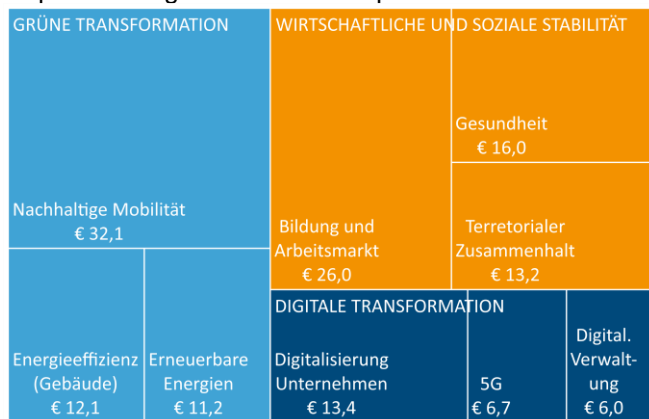 GRÜNE TRANSFORMATION
Nachhaltige Mobilität
€ 32,1
Energieeffizienz
(Gebäude)
€ 12,1
Erneuerbare
Energien
€ 11,2
WIRTSCHAFTLICHE UND SOZIALE STABILITÄT
Bildung und
Arbeitsmarkt
€ 26,0
Gesundheit
€ 16,0
Terretorialer
Zusammenhalt
€ 13,2
DIGITALE TRANSFORMATION
Digitalisierung
Unternehmen
€ 13,4
5G
€ 6,7
Digital.
Verwalt-
ung
€ 6,0